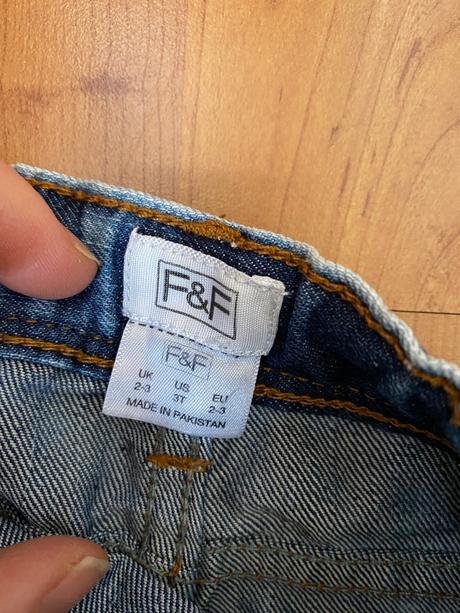 F&F
F&F
UK US EU
2-3 3T 2-3
MADE IN PAKISTAN